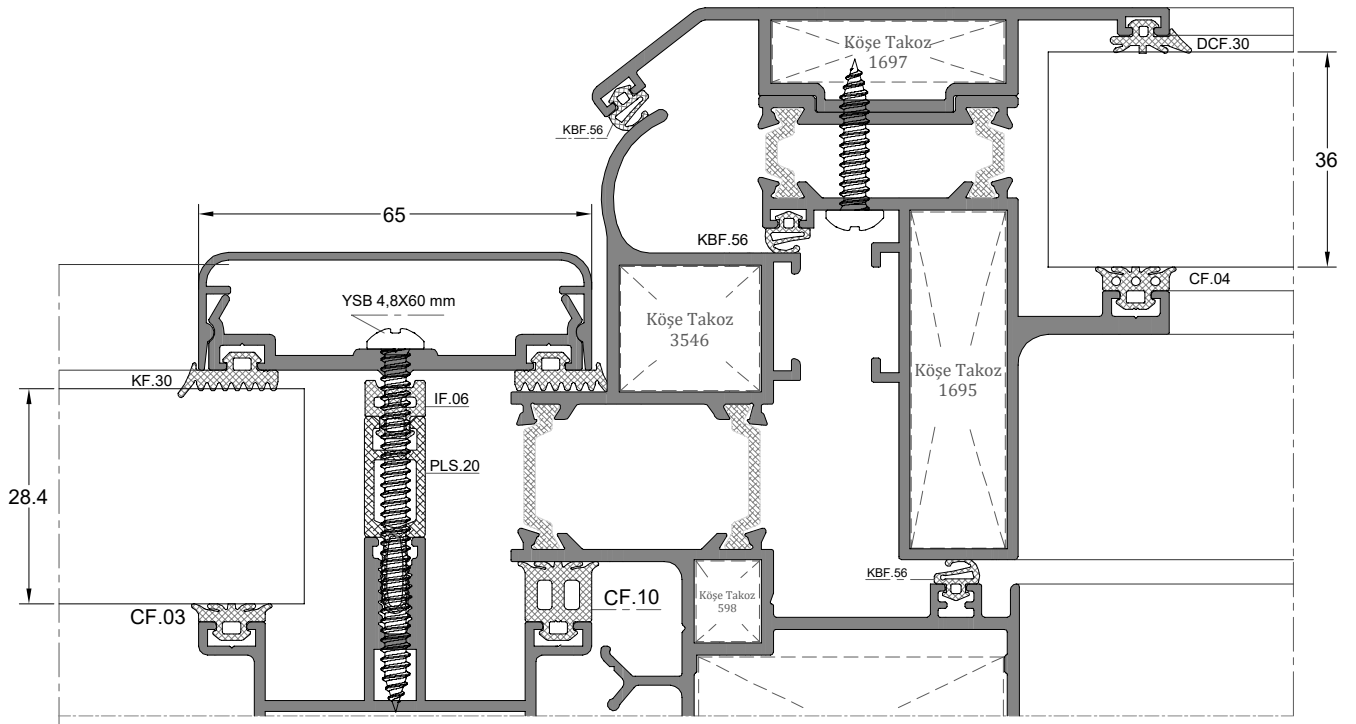 Köşe Takoz
1697
DCF.30
KBF.56
36
65
KBF.56
CF.04
YSB 4,8X60 mm
Köşe Takoz
3546
Köşe Takoz
1695
KF.30
IF.06
PLS.20
28.4
KBF.56
CF.03
CF.10
Köşe Takoz
598